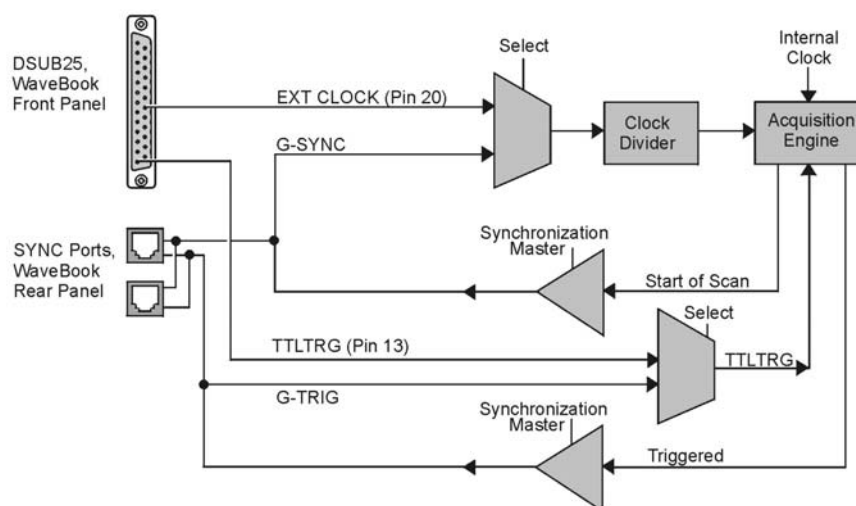 DSUB25,
WaveBook
Front Panel
EXT CLOCK (Pin 20)
G-SYNC
Select
Clock
Divider
Internal
Clock
Acquisition
Engine
SYNC Ports,
WaveBook
Rear Panel
Synchronization
Master
Start of Scan
Select
TTLTRG (Pin 13)
TTLTRG
G-TRIG
Synchronization
Master
Triggered